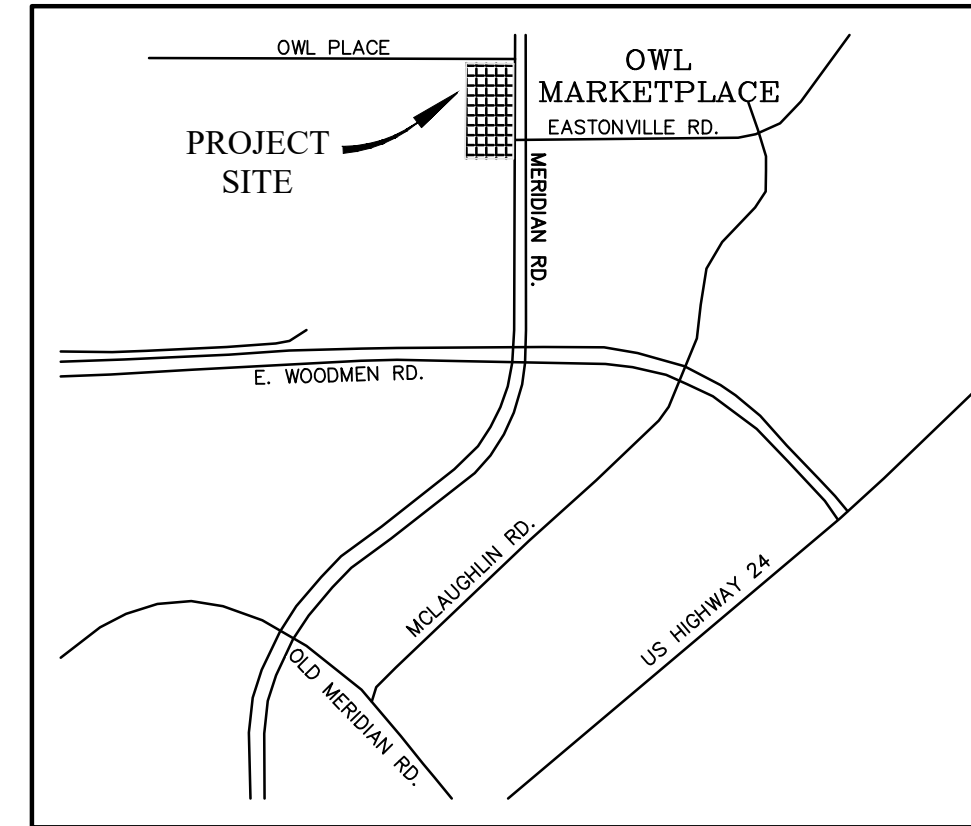 OWL PLACE
OWL
MARKETPLACE
EASTONVILLE RD.
PROJECT
SITE
MERIDIAN RD.
E. WOODMEN RD.
MCLAUGHLIN RD.
US HIGHWAY 24
OLD MERIDIAN RD.